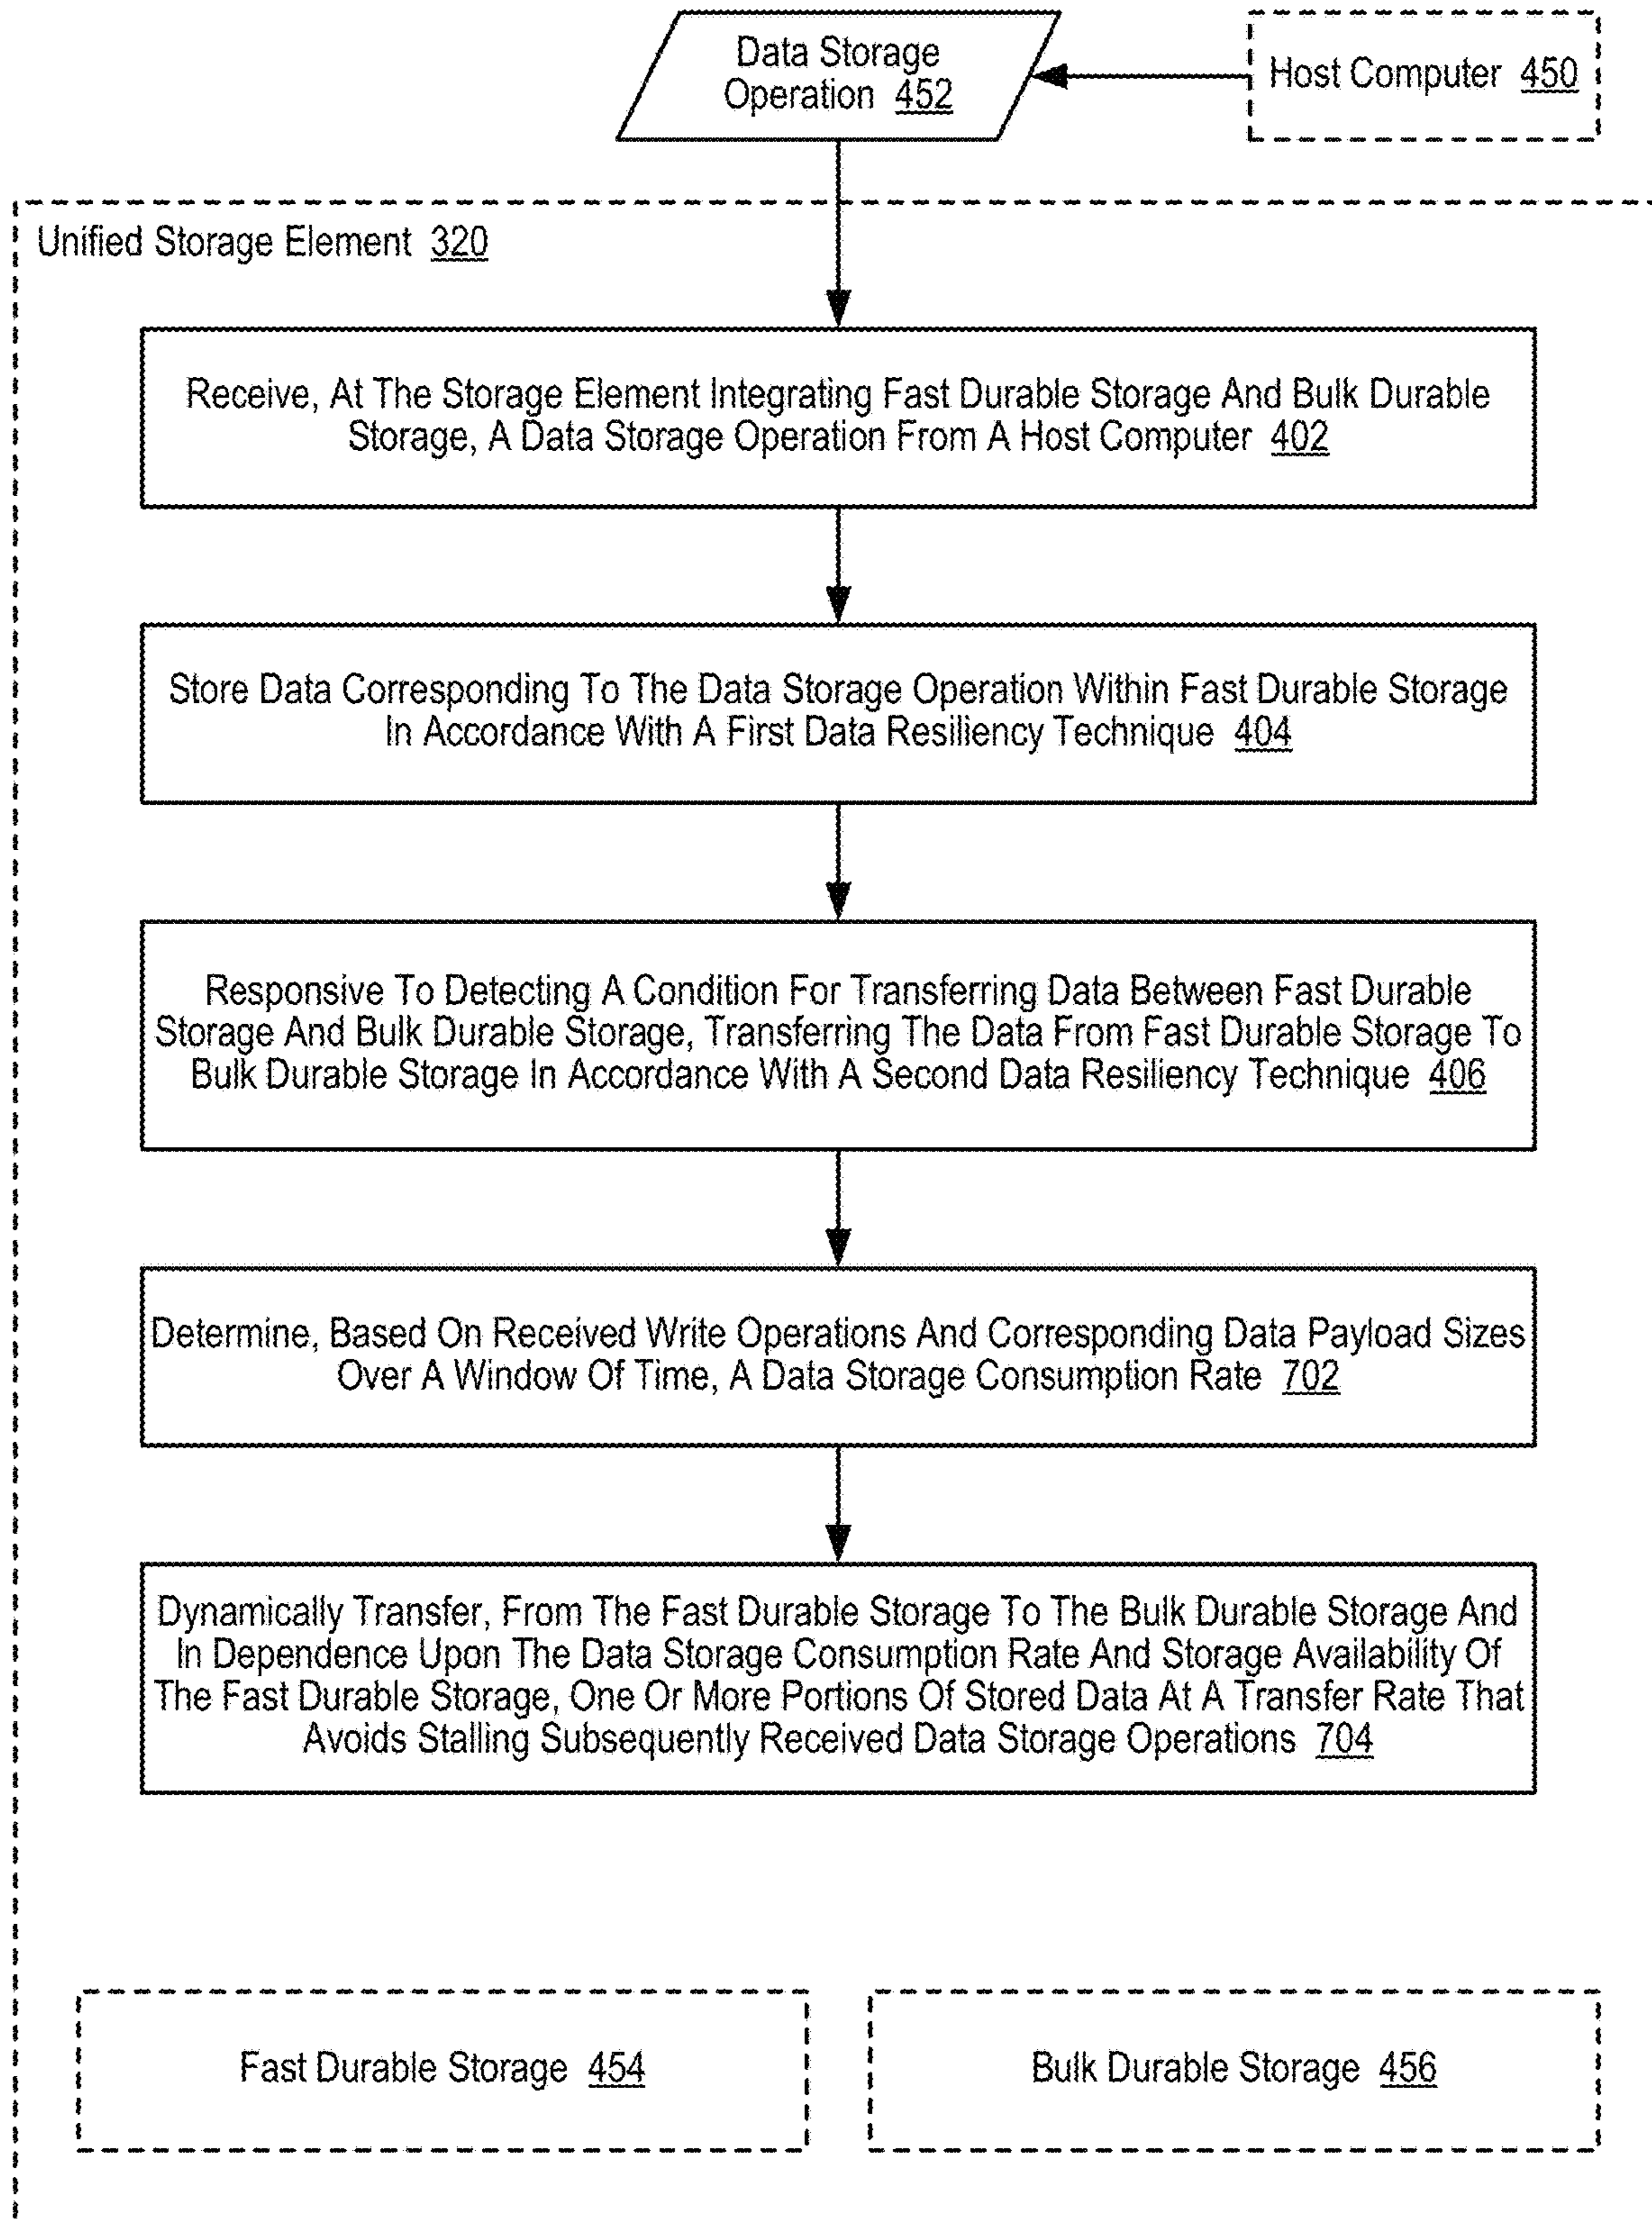 Data Storage
Operation 452
Host Computer 450
Unified Storage Element 320
Receive, At The Storage Element Integrating Fast Durable Storage And Bulk Durable
Storage, A Data Storage Operation From A Host Computer 402
Store Data Corresponding To The Data Storage Operation Within Fast Durable Storage
In Accordance With A First Data Resiliency Technique 404
Responsive To Detecting A Condition For Transferring Data Between Fast Durable
Storage And Bulk Durable Storage, Transferring The Data From Fast Durable Storage To
Bulk Durable Storage In Accordance With A Second Data Resiliency Technique 406
Determine, Based On Received Write Operations And Corresponding Data Payload Sizes
Over A Window Of Time, A Data Storage Consumption Rate 702
Dynamically Transfer, From The Fast Durable Storage To The Bulk Durable Storage And
In Dependence Upon The Data Storage Consumption Rate And Storage Availability Of
The Fast Durable Storage, One Or More Portions Of Stored Data At A Transfer Rate That
Avoids Stalling Subsequently Received Data Storage Operations 704
Fast Durable Storage 454
Bulk Durable Storage 456